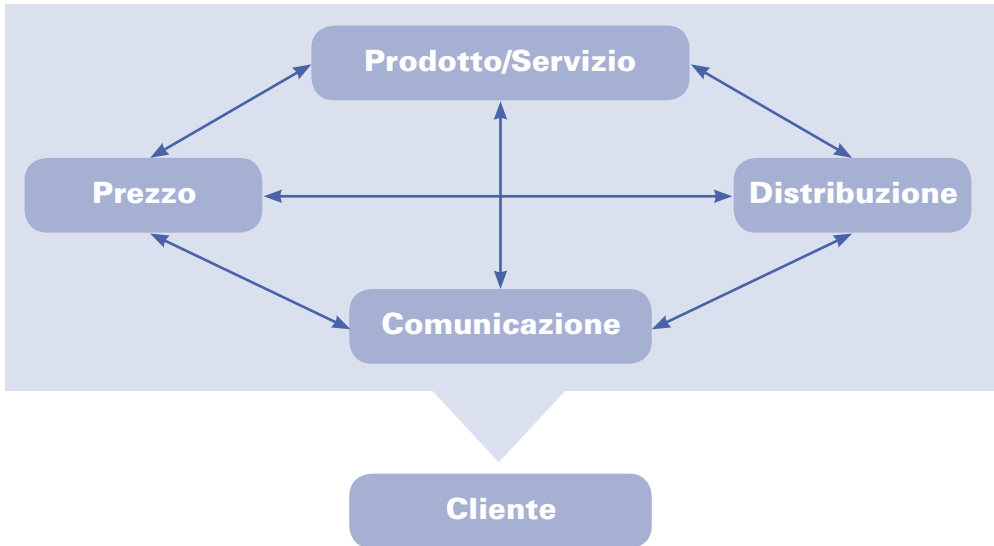 Prodotto/Servizio
Prezzo
Distribuzione
Comunicazione
Cliente